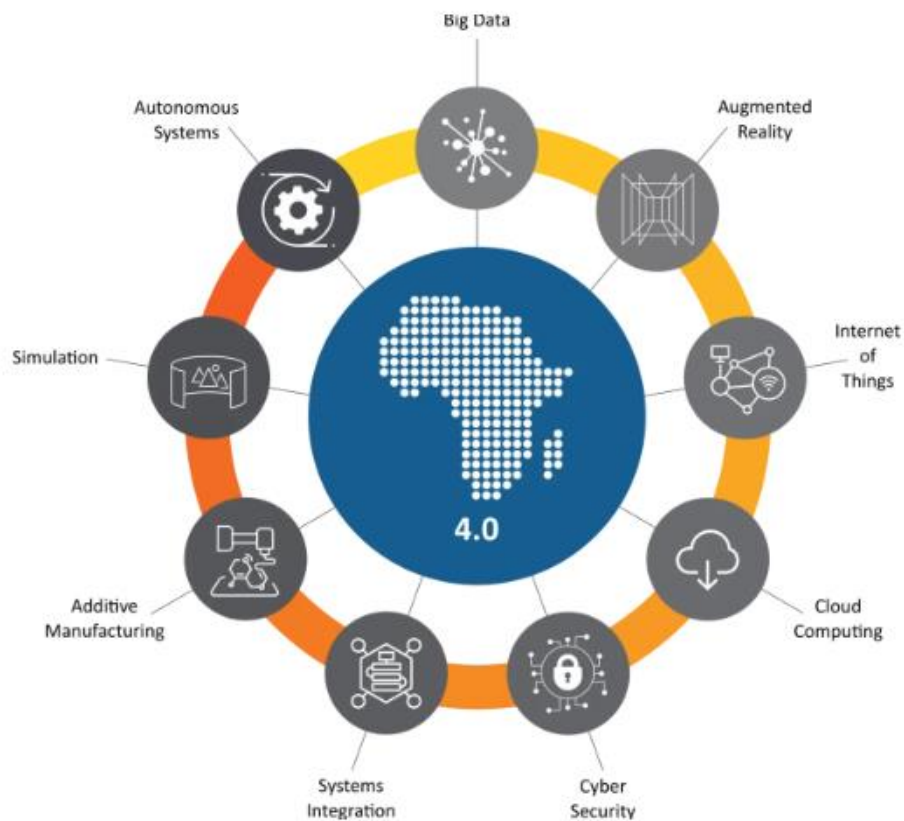 Big Data
Augmented
Reality
Internet
of
Things
Cloud
Computing
Cyber
Security
Systems
Integration
Additive
Manufacturing
Simulation
Autonomous
Systems
4.0